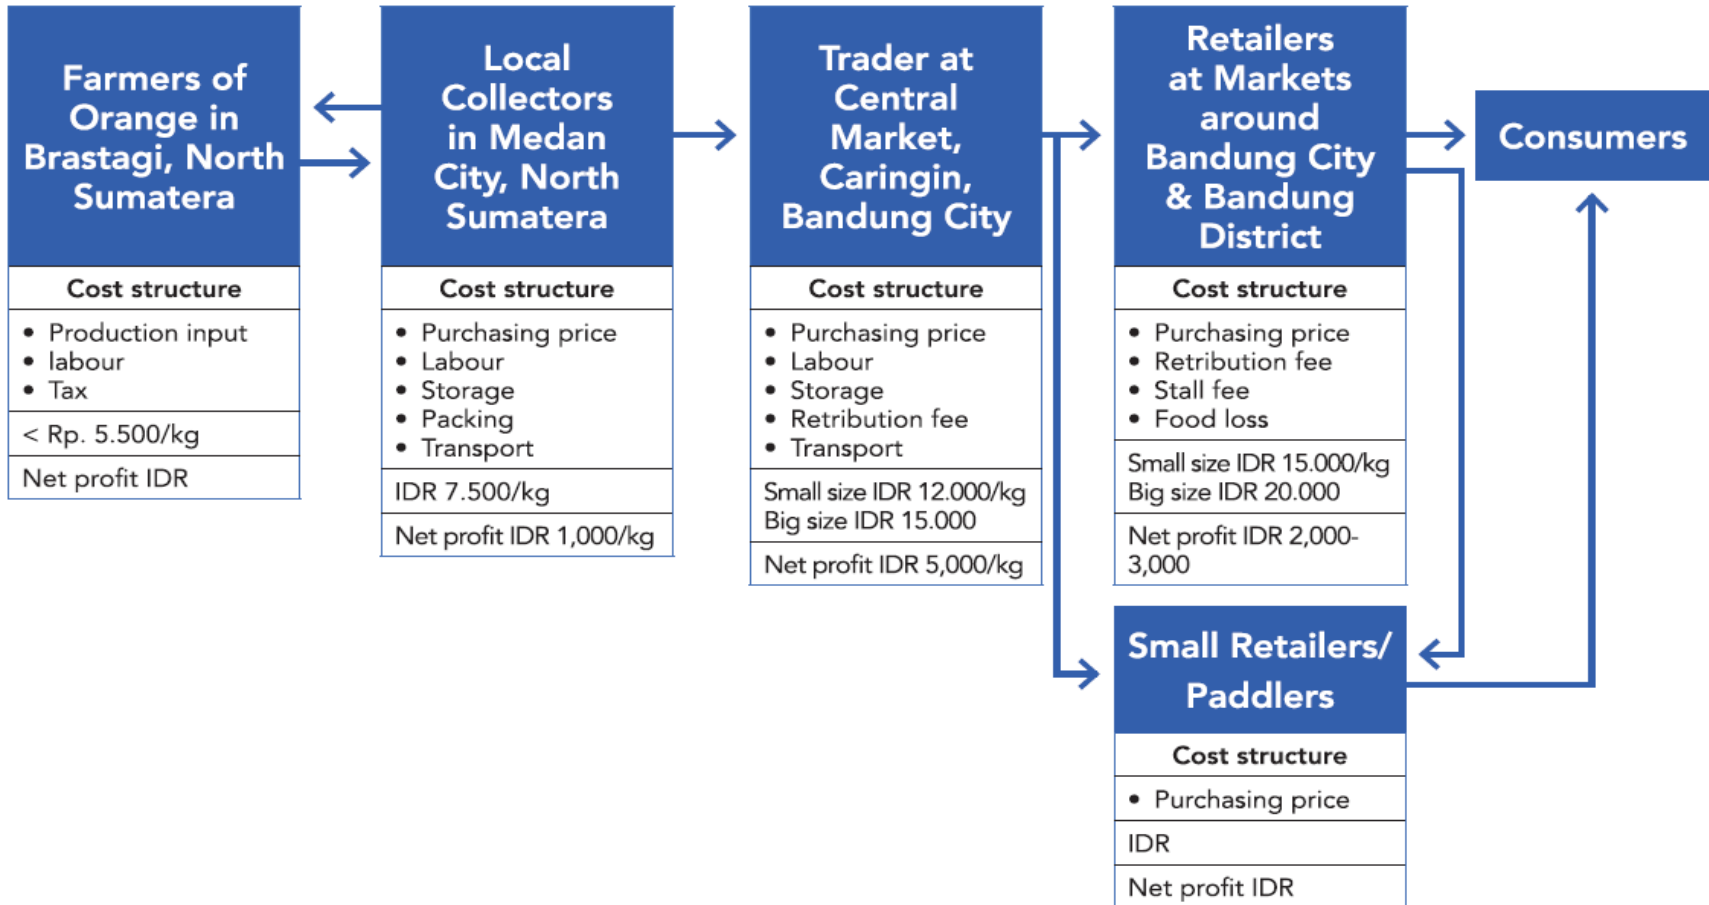 Farmers of
Orange in
Brastagi, North
Sumatera
Cost structure
• Production input
• labour
• Tax
< Rp. 5.500/kg
Net profit IDR
Local
Collectors
in Medan
City, North
Sumatera
Cost structure
• Purchasing price
• Labour
• Storage
• Packing
• Transport
IDR 7.500/kg
Net profit IDR 1,000/kg
Trader at
Central
Market,
Caringin,
Bandung City
Cost structure
• Purchasing price
• Labour
• Storage
• Retribution fee
• Transport
Small size IDR 12.000/kg
Big size IDR 15.000
Net profit IDR 5,000/kg
Retailers
at Markets
around
Bandung City
& Bandung
District
Cost structure
• Purchasing price
• Retribution fee
• Stall fee
• Food loss
Small size IDR 15.000/kg
Big size IDR 20.000
Net profit IDR 2,000-
3,000
Consumers
Small Retailers/
Paddlers
Cost structure
• Purchasing price
IDR
Net profit IDR